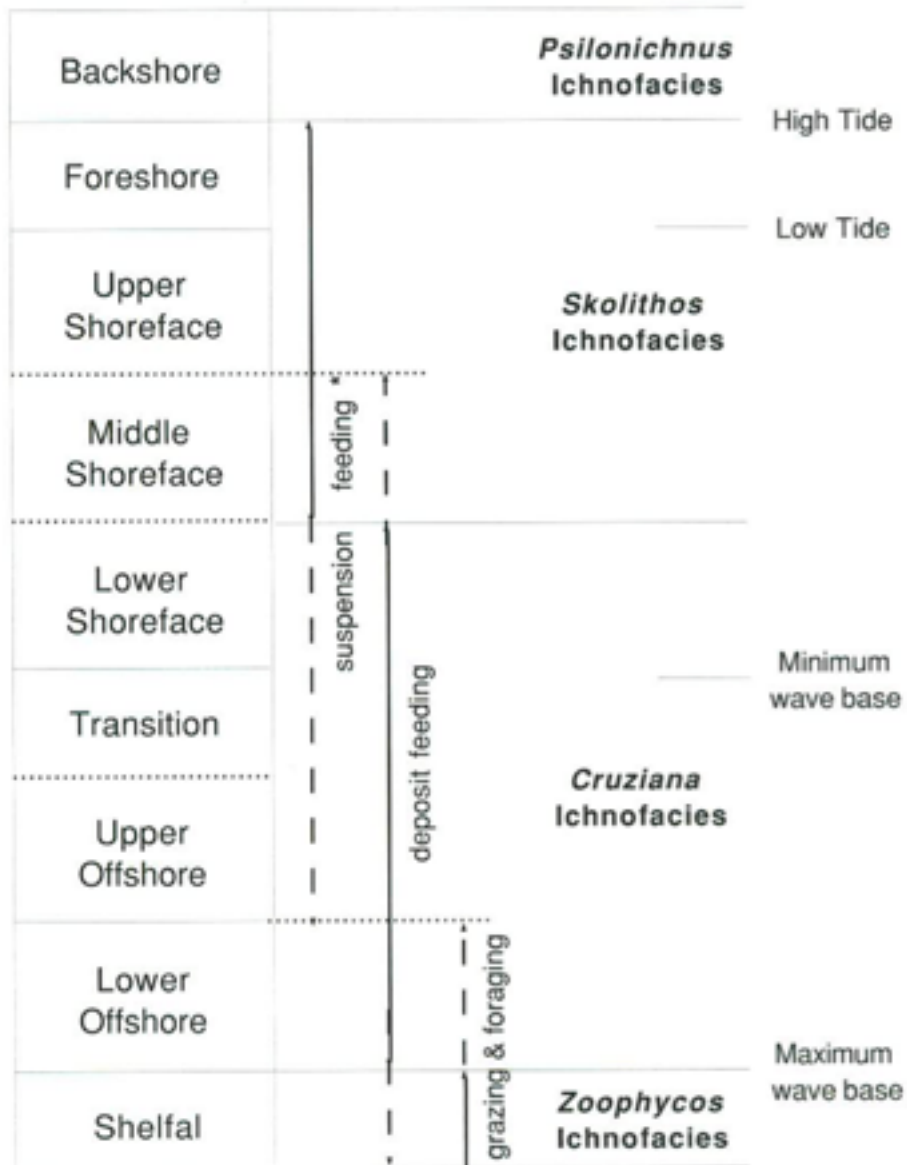 Backshore
Psilonichnus
Ichnofacies
High Tide
Foreshore
Low Tide
Upper
Shoreface
Skolithos
Ichnofacies
Middle
Shoreface
suspension feeding *
Lower
Shoreface
Minimum
wave base
Transition
deposit feeding
Cruziana
Ichnofacies
Upper
Offshore
Lower
Offshore
grazing & foraging
Maximum
wave base
Shelfal
Zoophycos
Ichnofacies